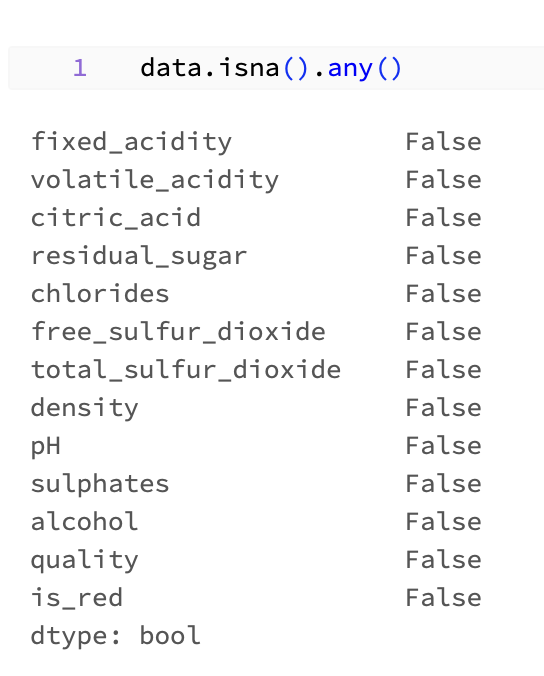 1 data.isna().any()
fixed_acidity False
volatile_acidity False
citric_acid False
residual_sugar False
chlorides False
free_sulfur_dioxide False
total_sulfur_dioxide False
density False
pH False
sulphates False
alcohol False
quality False
is_red False
dtype: bool